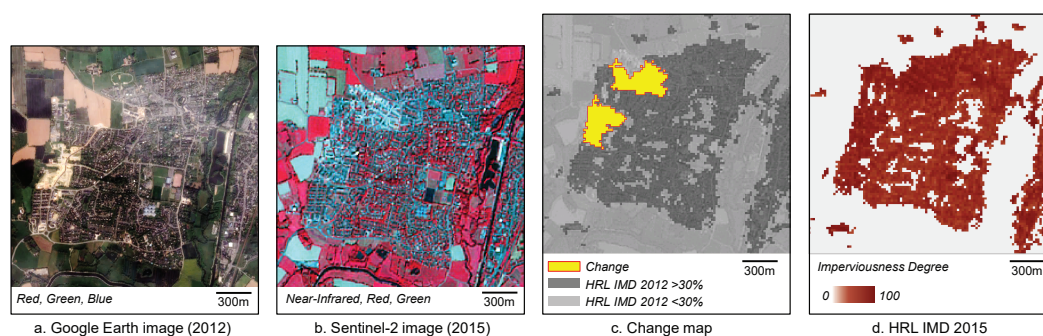 Red, Green, Blue
300m
a. Google Earth image (2012)
Near-Infrared, Red, Green
300m
b. Sentinel-2 image (2015)
Change
HRL IMD 2012 >30%
HRL IMD 2012 <30%
300m
c. Change map
Imperviousness Degree
0 100
300m
d. HRL IMD 2015